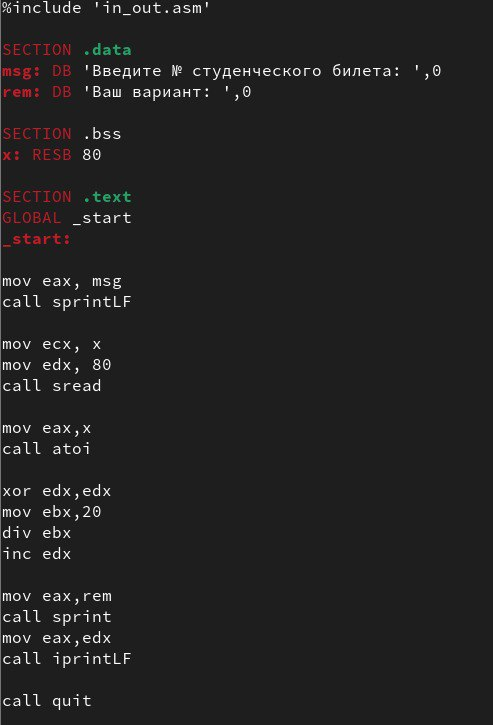 %include 'in_out.asm'
SECTION .data
msg: DB 'Введите № студенческого билета: ',0
rem: DB 'Ваш вариант: ',0
SECTION .bss
x: RESB 80
SECTION .text
GLOBAL _start
_start:
mov eax, msg
call sprintLF
mov ecx, x
mov edx, 80
call sread
mov eax,x
call atoi
xor edx,edx
mov ebx,20
div ebx
inc edx
mov eax,rem
call sprint
mov eax,edx
call iprintLF
call quit